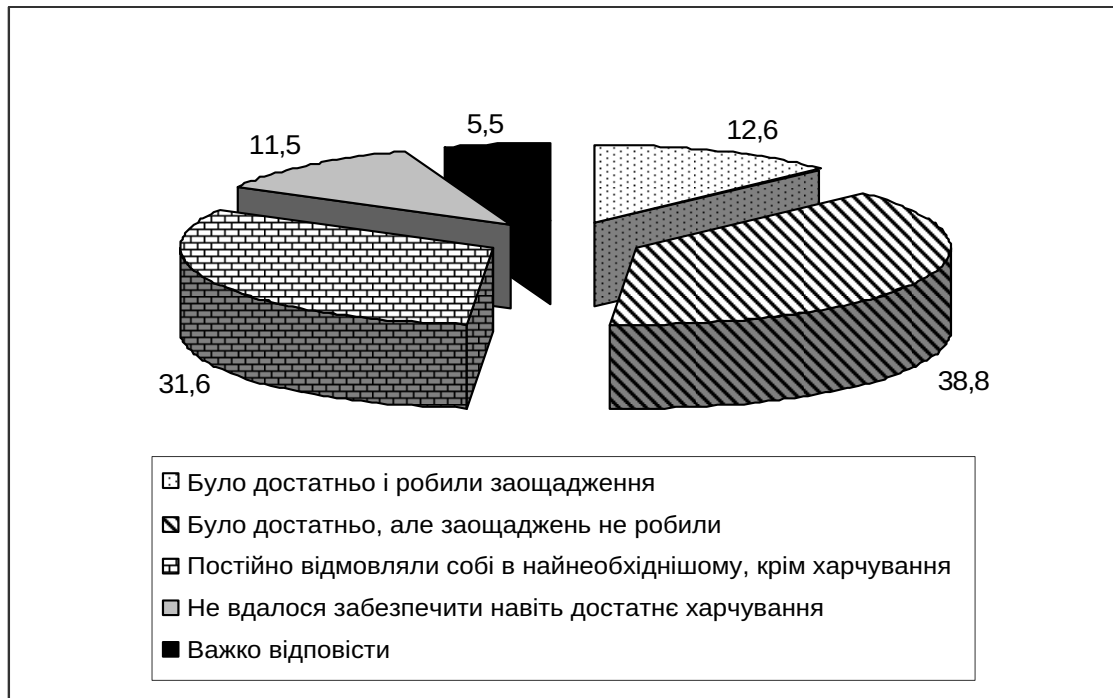 5,5
12,6
11,5
31,6
38,8
Було достатньо і робили заощадження
Було достатньо, але заощаджень не робили
Постійно відмовляли собі в найнеобхіднішому, крім харчування
Не вдалося забезпечити навіть достатнє харчування
Важко відповісти